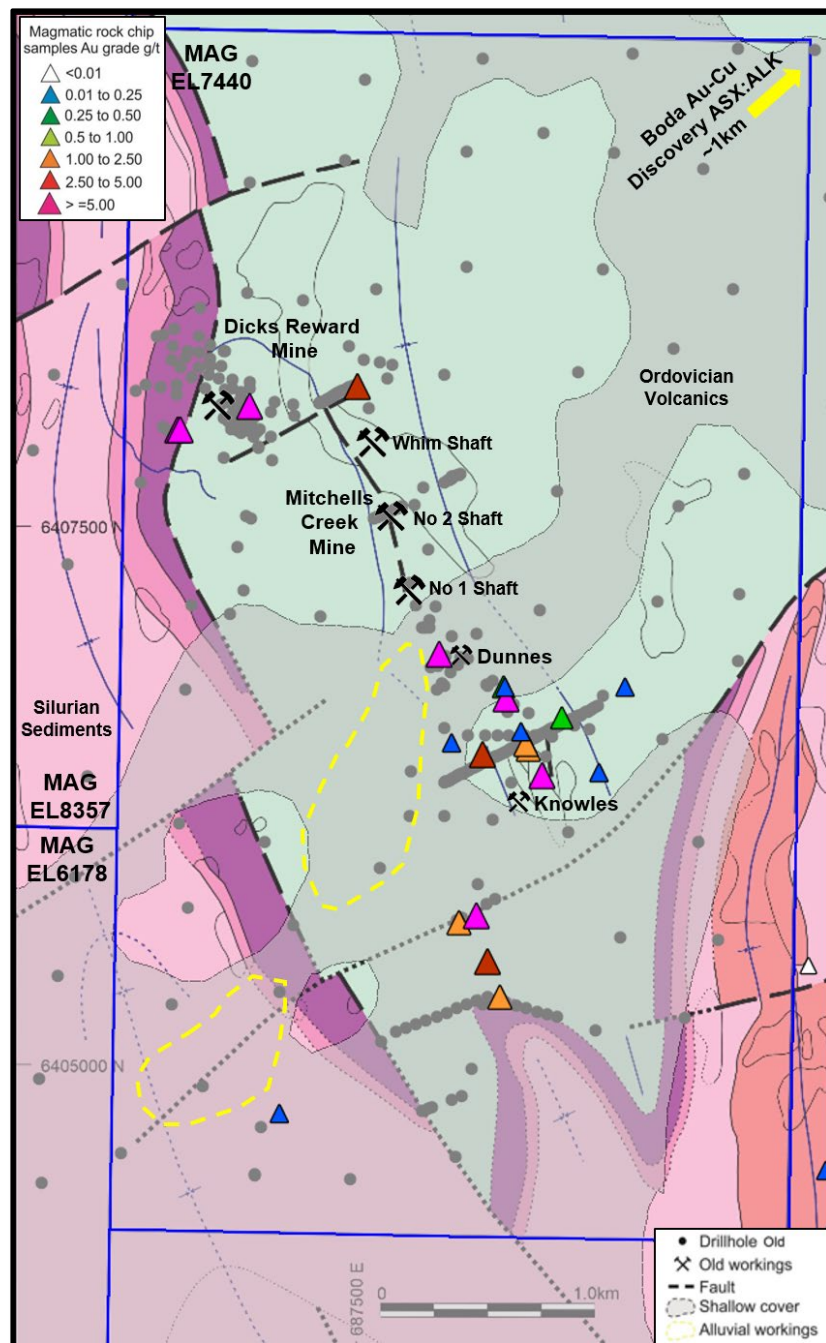 Magmatic rock chip
samples Au grade g/t
<0.01
0.01 to 0.25
0.25 to 0.50
0.5 to 1.00
1.00 to 2.50
2.50 to 5.00
> =5.00
MAG
EL7440
Boda Au-Cu
Discovery ASX:ALK
~1km
Dicks Reward
Mine
Ordovician
Volcanics
Whim Shaft
Mitchells
Creek
Mine
No 2 Shaft
6407500 N
No 1 Shaft
Dunnes
Silurian
Sediments
MAG
EL8357
Knowles
MAG
EL6178
6405000 N
687500 E
0
1.0km
Drillhole Old
Old workings
Fault
Shallow cover
Alluvial workings